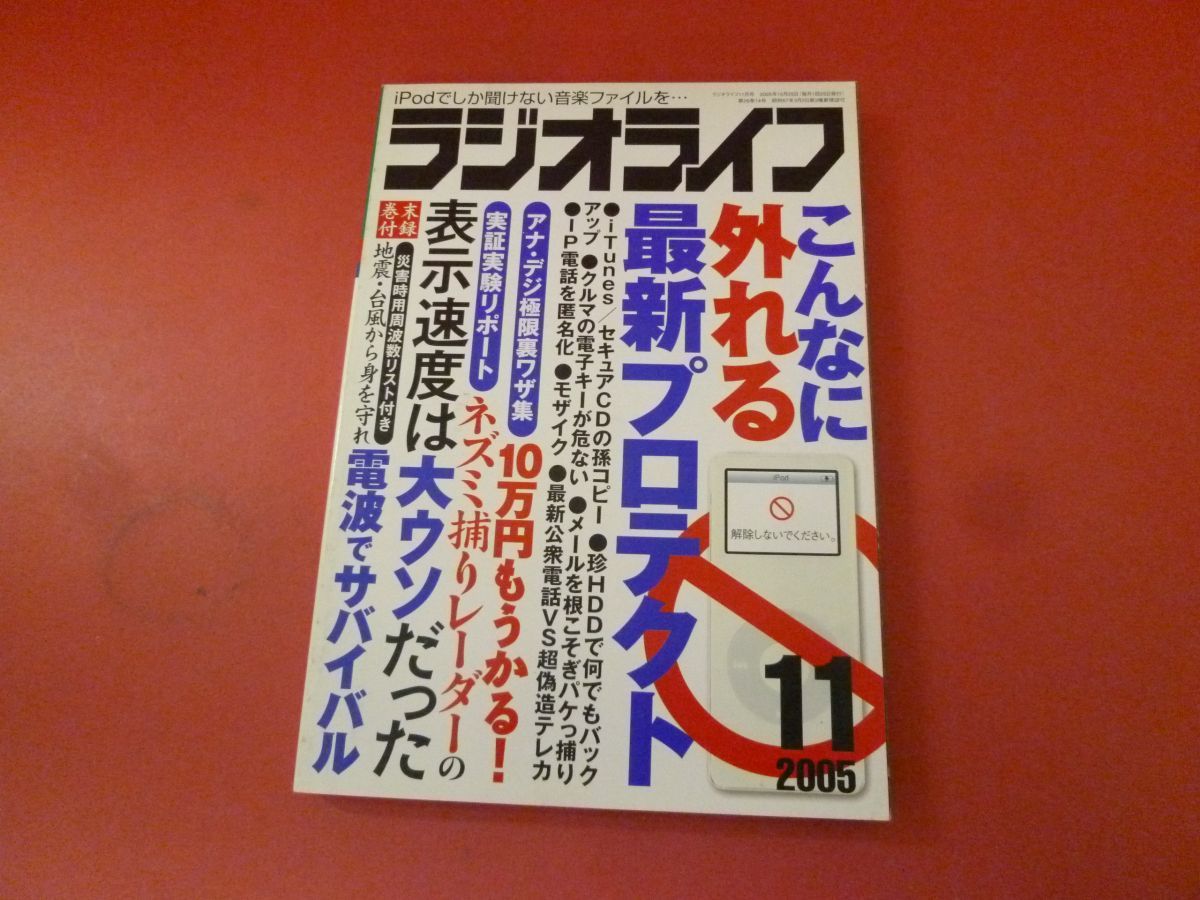 iPodでしか聞けない音楽ファイルを…
ラジオライフ
こんなに
外れる
最新プロテクト
●iTunes/セキュアCDの孫コピー ●珍HDDで何でもバック
アップ ●クルマの電子キーが危ない ●メールを根こそぎパケっ捕り
●IP電話を匿名化 ●モザイク ●最新公衆電話VS超偽造テレカ
アナ・デジ極限裏ワザ集
10万円もうかる!
実証実験リポート
ネズミ捕りレーダーの
表示速度は大ウソだった
末録
巻付
●災害時用周波数リスト付き
地震・台風から身を守れ
電波でサバイバル
iPod
解除しないでください。
11
2005